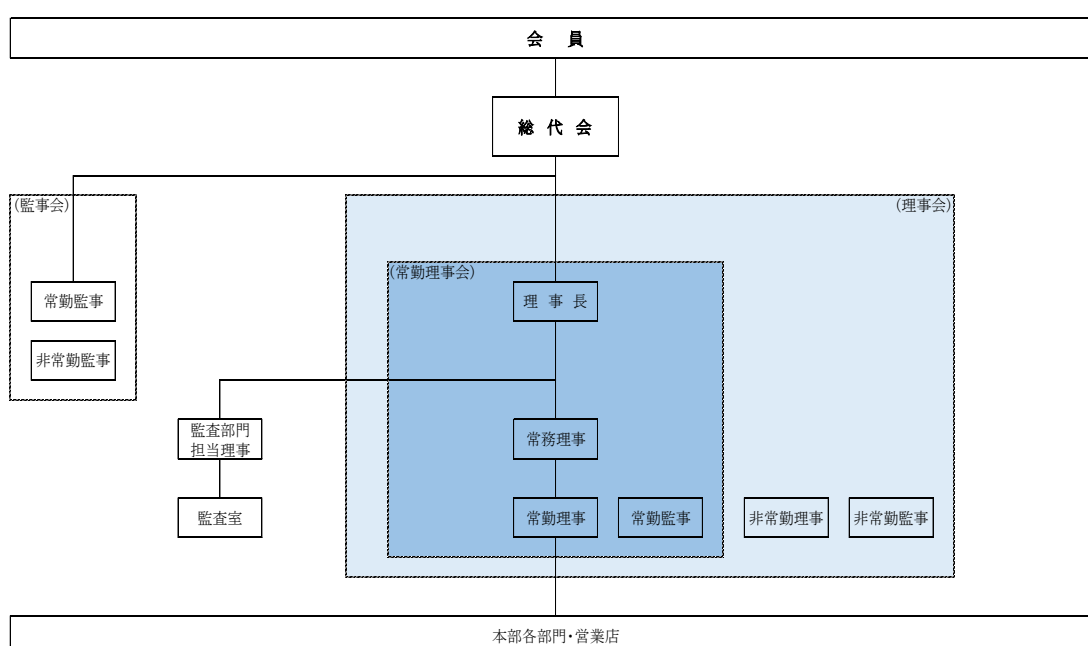 会 員
総 代 会
(監事会)
(理事会)
(常勤理事会)
常勤監事
理 事 長
非常勤監事
監査部門
担当理事
常務理事
監査室
常勤理事
常勤監事
非常勤理事
非常勤監事
本部各部門・営業店